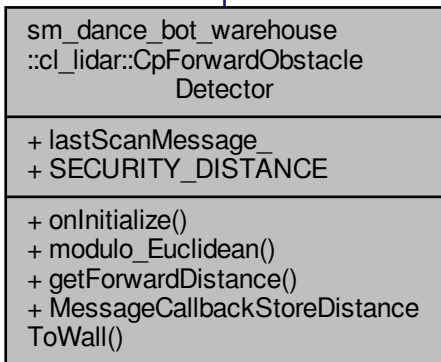 sm_dance_bot_warehouse
::cl_lidar::CpForwardObstacle
Detector
+ lastScanMessage_
+ SECURITY_DISTANCE
+ onInitialize()
+ modulo_Euclidean()
+ getForwardDistance()
+ MessageCallbackStoreDistance
ToWall()